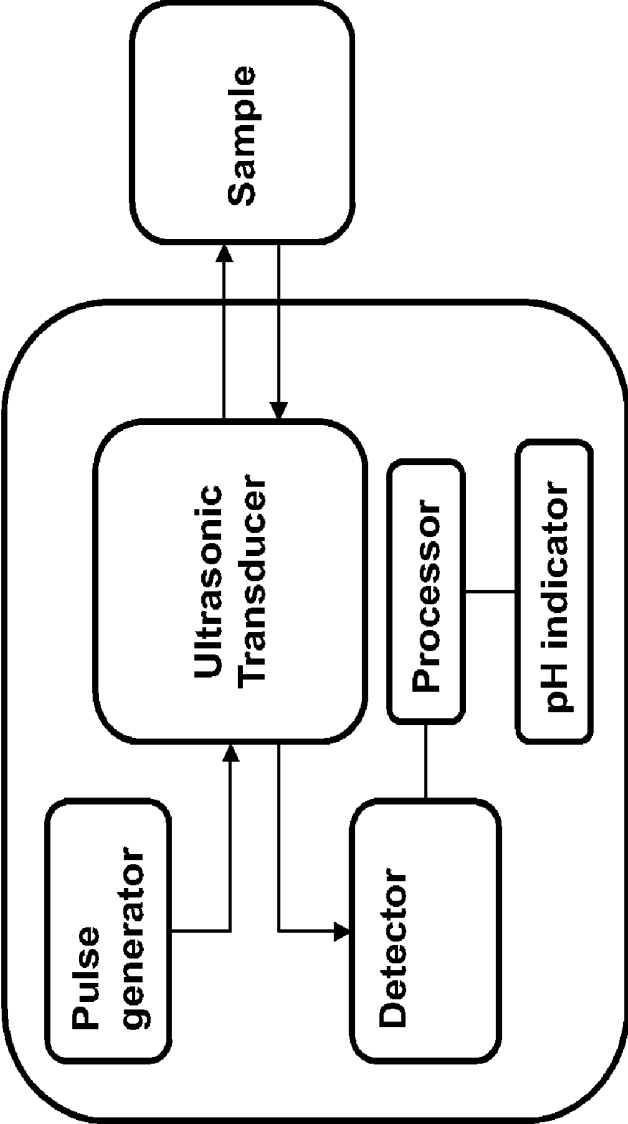 Pulse
generator
Ultrasonic
Transducer
Sample
Detector
Processor
pH indicator